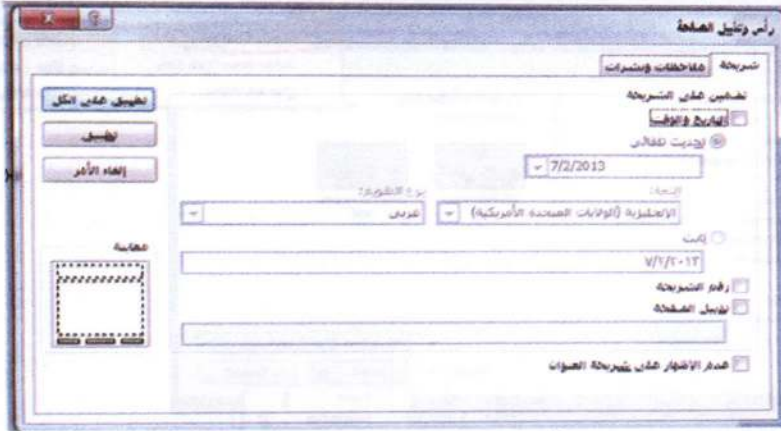 رأس وتذييل الصفحة
شريحة
ملاحظات ونشرات
تضمين على الشريحة
التاريخ والوقت
تحديث تلقائي
7/2/2013
اللغة:
نوع التقويم:
الإنجليزية (الولايات المتحدة الأمريكية)
غربي
ثابت
٧/٢/٢٠١٣
رقم الشريحة
تذييل الصفحة
عدم الإظهار على شريحة العنوان
تطبيق على الكل
تطبيق
إلغاء الأمر
معاينة